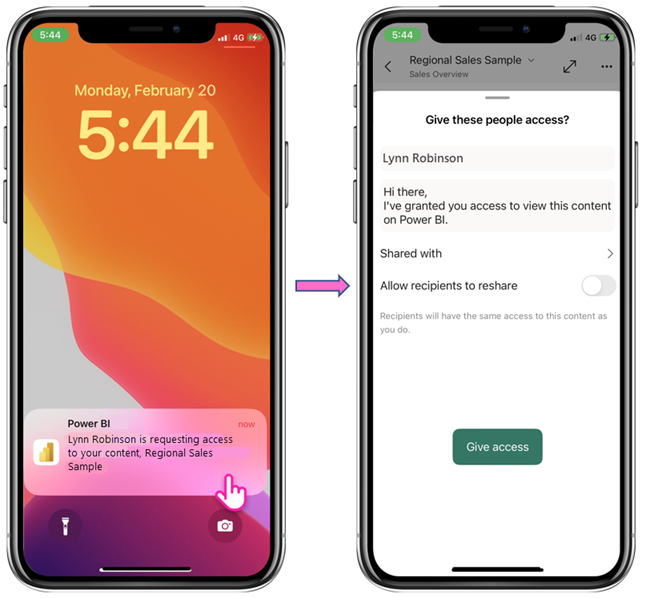 5:44
4G
Monday, February 20
5:44
Power BI
now
Lynn Robinson is requesting access
to your content, Regional Sales
Sample
5:44
4G
Regional Sales Sample
Sales Overview
Give these people access?
Lynn Robinson
Hi there,
I've granted you access to view this content
on Power BI.
Shared with
Allow recipients to reshare
Recipients will have the same access to this content as
you do.
Give access